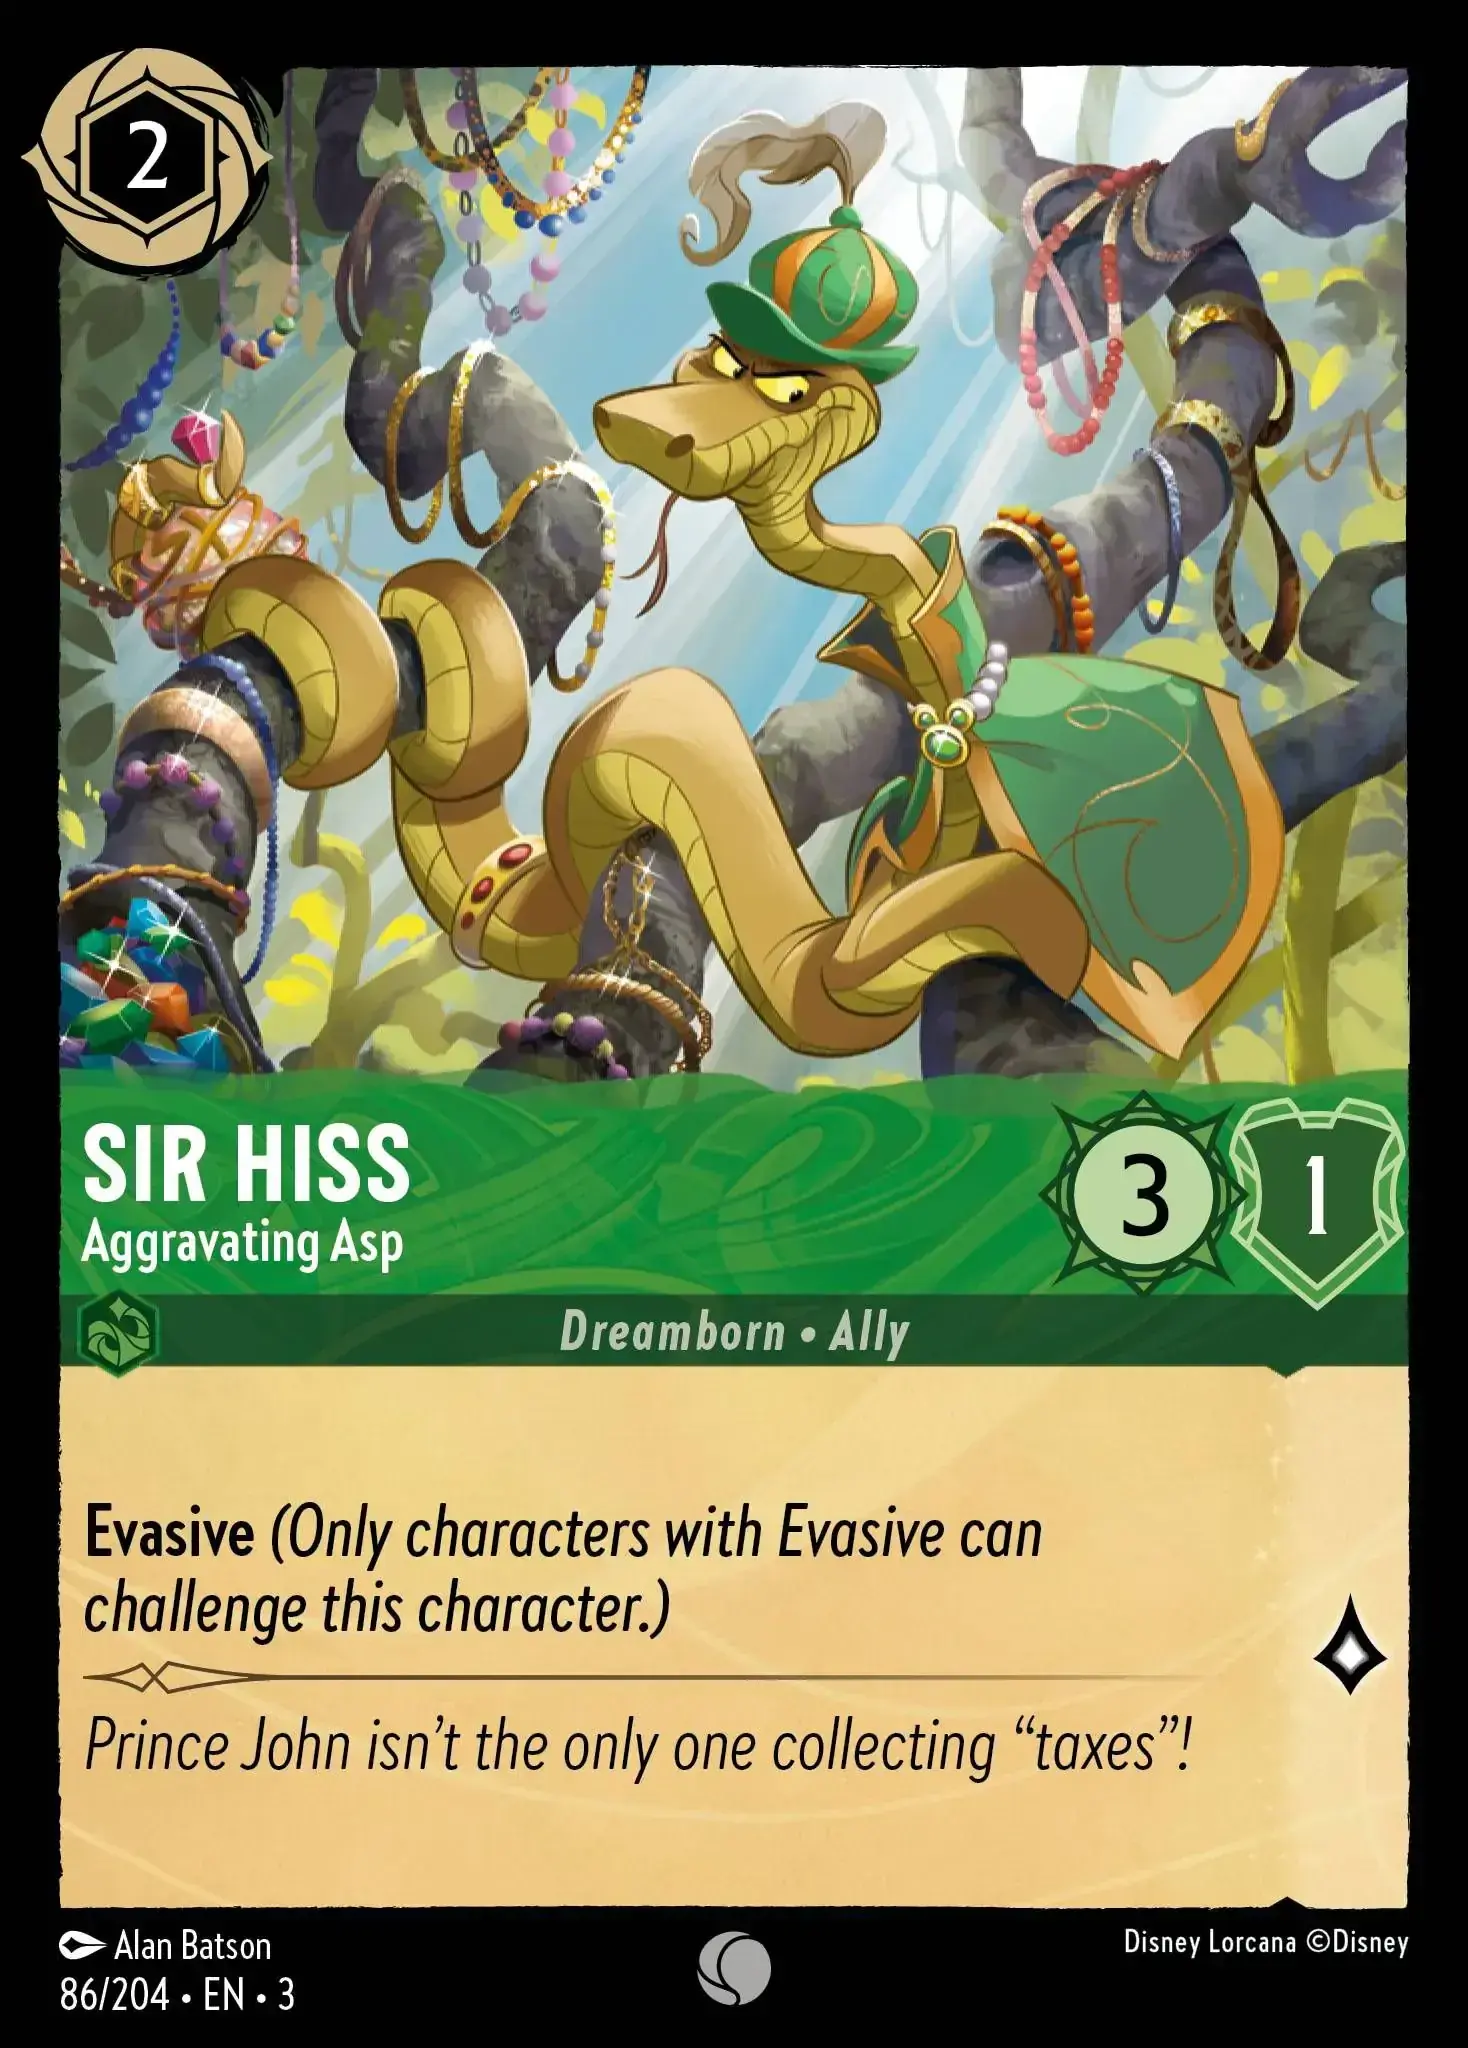 2
SIR HISS
Aggravating Asp
3
1
Dreamborn • Ally
Evasive (Only characters with Evasive can
challenge this character.)
Prince John isn’t the only one collecting “taxes”!
Alan Batson
86/204 • EN • 3
Disney Lorcana ©Disney